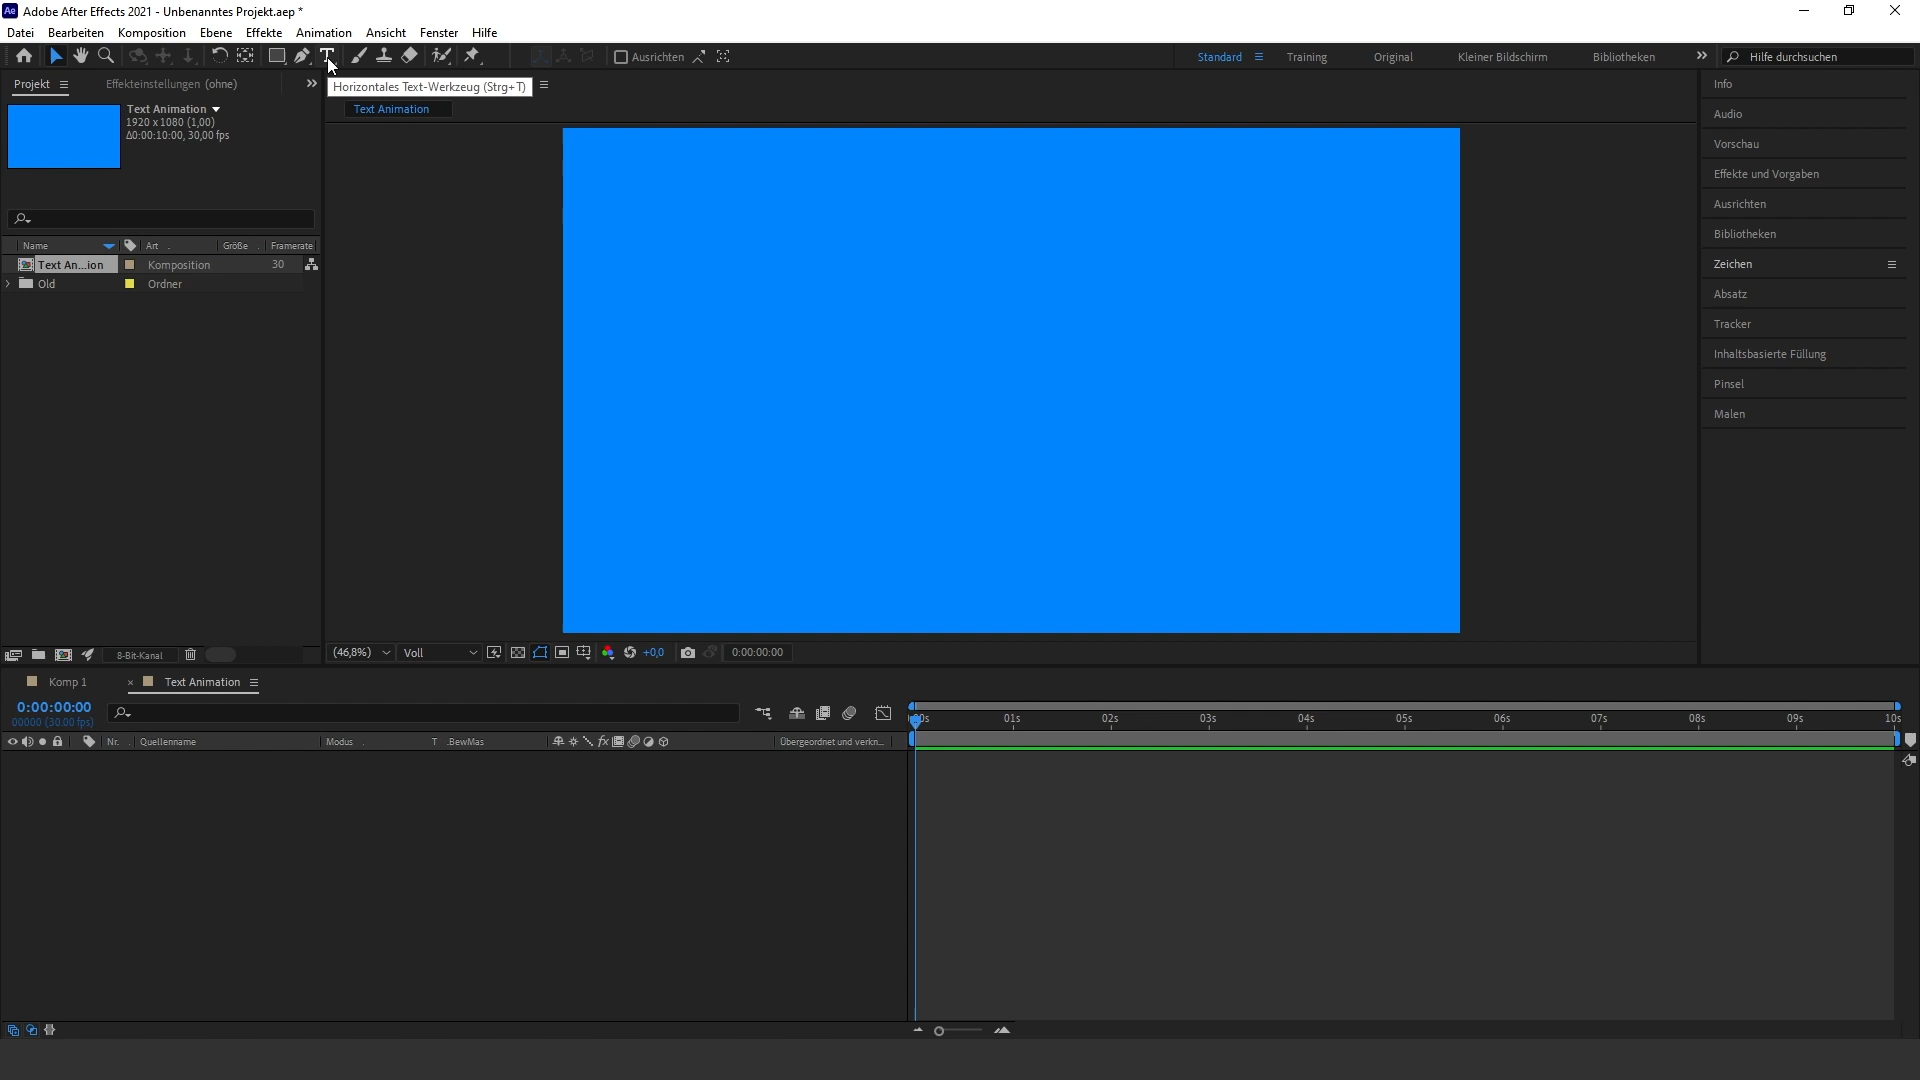 Adobe After Effects 2021 - Unbenanntes Projekt.aep *
Datei Bearbeiten Komposition Ebene Effekte Animation Ansicht Fenster Hilfe
Ausrichten Standard Training Original Kleiner Bildschirm Bibliotheken Hilfe durchsuchen
Projekt Effekteinstellungen (ohne)
Horizontales Text-Werkzeug (Strg+T)
Text Animation
Text Animation
1920 x 1080 (1,00)
Δ0:00:10:00, 30,00 fps
Name Art Größe Framerate
Text An...ion Komposition 30
Old Ordner
8-Bit-Kanal
(46,8%) Voll +0,0 0:00:00:00
Info
Audio
Vorschau
Effekte und Vorgaben
Ausrichten
Bibliotheken
Zeichen
Absatz
Tracker
Inhaltsbasierte Füllung
Pinsel
Malen
Komp 1 × Text Animation
0:00:00:00
00000 (30.00 fps)
Nr. Quellenname Modus T .BewMas Übergeordnet und verkn...
01s 02s 03s 04s 05s 06s 07s 08s 09s 10s